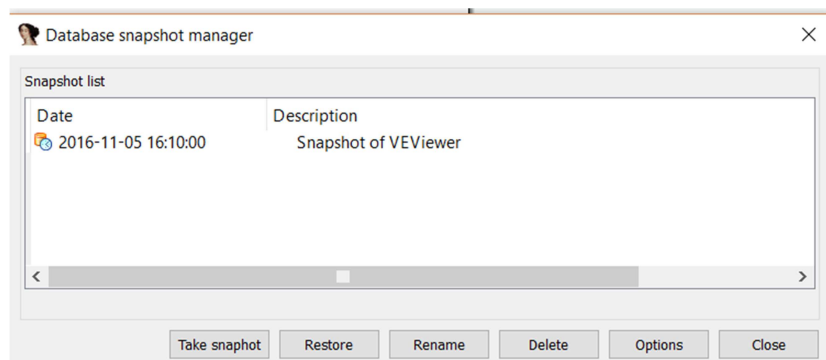 Database snapshot manager
Snapshot list
Date Description
2016-11-05 16:10:00 Snapshot of VEViewer
Take snaphot Restore Rename Delete Options Close